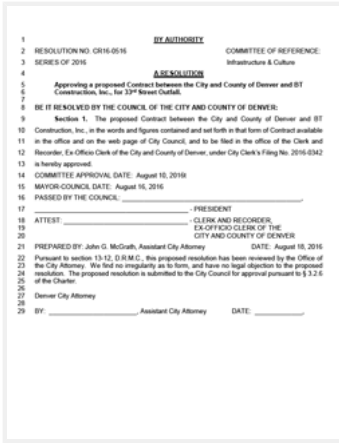 1 BY AUTHORITY
2 RESOLUTION NO. CR16-0516 COMMITTEE OF REFERENCE:
3 SERIES OF 2016 Infrastructure & Culture
4 A RESOLUTION
5 Approving a proposed Contract between the City and County of Denver and BT
6 Construction, Inc., for 33rd Street Outfall.
7
8 BE IT RESOLVED BY THE COUNCIL OF THE CITY AND COUNTY OF DENVER:
9 Section 1. The proposed Contract between the City and County of Denver and BT
10 Construction, Inc., in the words and figures contained and set forth in that form of Contract available
11 in the office and on the web page of City Council, and to be filed in the office of the Clerk and
12 Recorder, Ex-Officio Clerk of the City and County of Denver, under City Clerk's Filing No. 2016-0342
13 is hereby approved.
14 COMMITTEE APPROVAL DATE: August 10, 2016t
15 MAYOR-COUNCIL DATE: August 16, 2016
16 PASSED BY THE COUNCIL:
17 - PRESIDENT
18 ATTEST: - CLERK AND RECORDER,
19 EX-OFFICIO CLERK OF THE
20 CITY AND COUNTY OF DENVER
21 PREPARED BY: John G. McGrath, Assistant City Attorney DATE: August 18, 2016
22 Pursuant to section 13-12, D.R.M.C., this proposed resolution has been reviewed by the Office of
23 the City Attorney. We find no irregularity as to form, and have no legal objection to the proposed
24 resolution. The proposed resolution is submitted to the City Council for approval pursuant to § 3.2.6
25 of the Charter.
26
27 Denver City Attorney
28
29 BY: , Assistant City Attorney DATE: